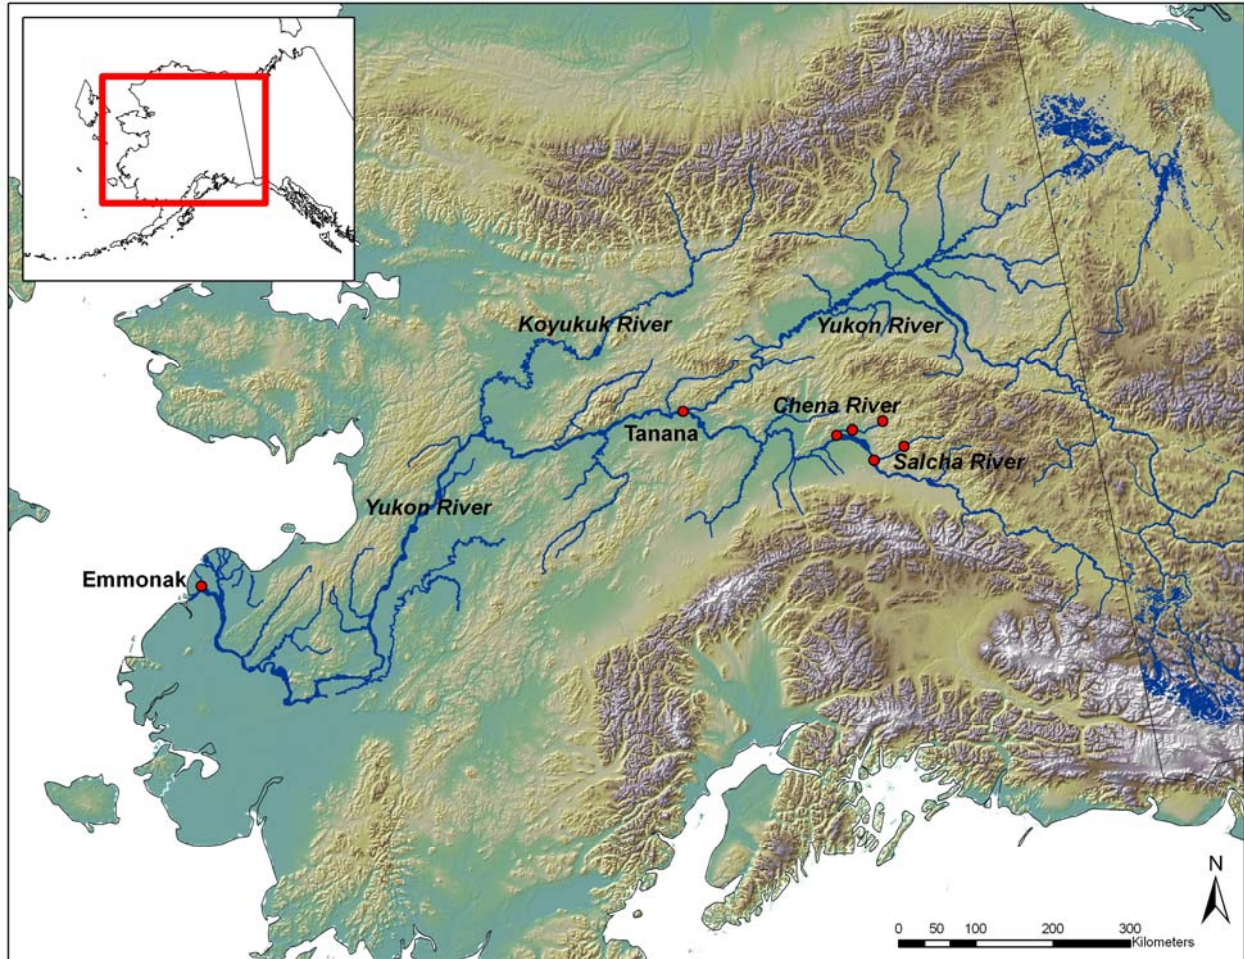 Koyukuk River
Yukon River
Chena River
Tanana
Salcha River
Yukon River
Emmonak
N
0 50 100 200 300
Kilometers